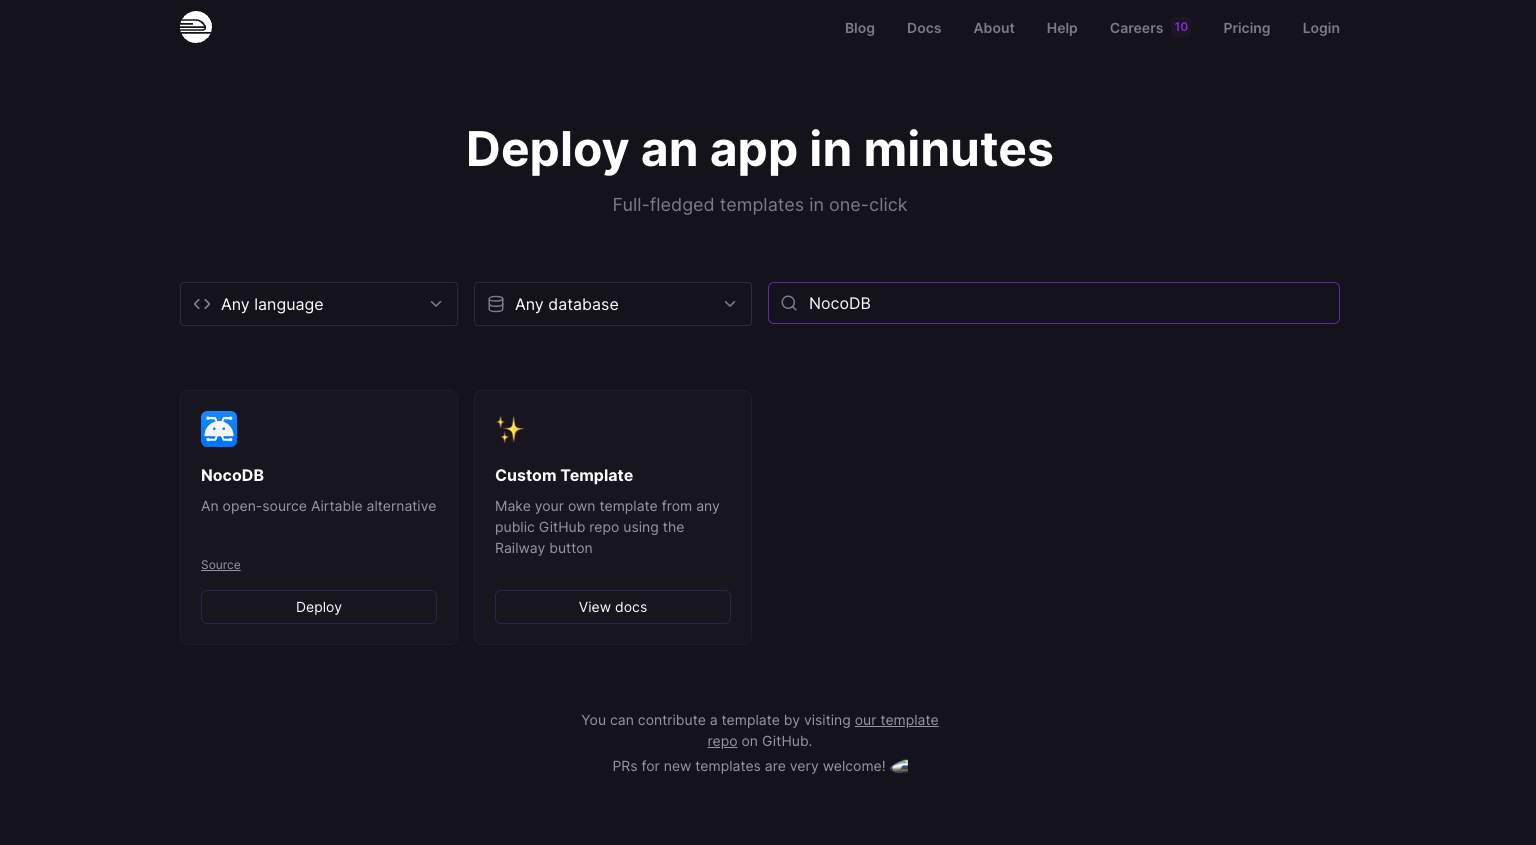 Blog Docs About Help Careers 10 Pricing Login
Deploy an app in minutes
Full-fledged templates in one-click
Any language
Any database
NocoDB
NocoDB
An open-source Airtable alternative
Source
Deploy
Custom Template
Make your own template from any
public GitHub repo using the
Railway button
View docs
You can contribute a template by visiting our template
repo on GitHub.
PRs for new templates are very welcome! 🚄